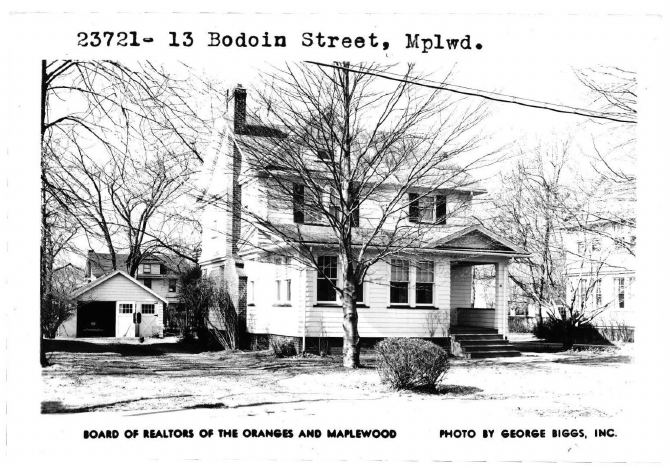 23721- 13 Bodoin Street, Mplwd.
BOARD OF REALTORS OF THE ORANGES AND MAPLEWOOD PHOTO BY GEORGE BIGGS, INC.